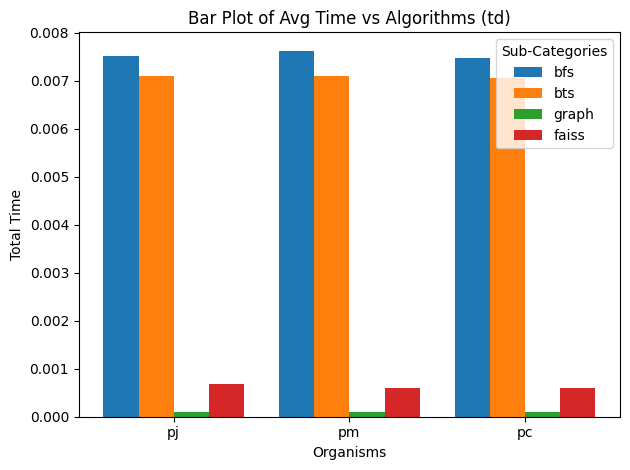 Bar Plot of Avg Time vs Algorithms (td)
Total Time
0.008
0.007
0.006
0.005
0.004
0.003
0.002
0.001
0.000
Sub-Categories
bfs
bts
graph
faiss
pj
pm
pc
Organisms